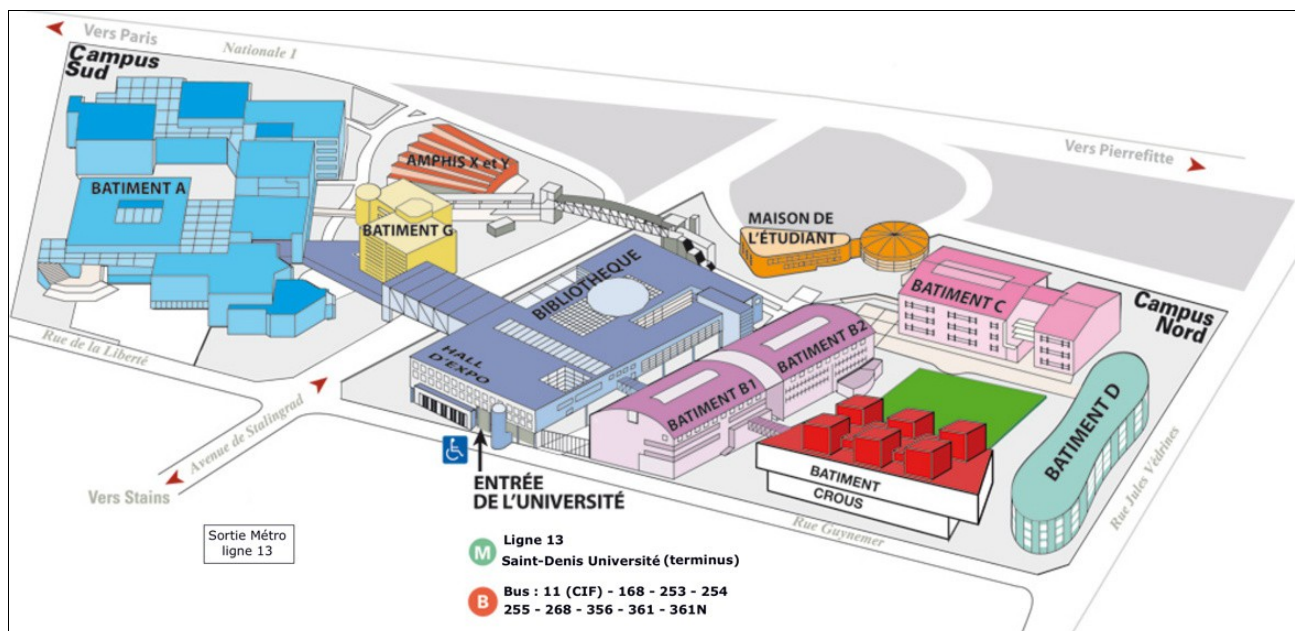 Vers Paris
Nationale 1
Campus
Sud
AMPHIS X et Y
Vers Pierrefitte
BATIMENT A
BATIMENT G
MAISON DE
L'ÉTUDIANT
BIBLIOTHEQUE
BATIMENT C
Campus
Nord
HALL
D'EXPO
BATIMENT B2
BATIMENT B1
BATIMENT D
Rue de la Liberté
Avenue de Stalingrad
Vers Stains
BATIMENT
CROUS
Rue Jules Vèdrines
ENTRÉE
DE L'UNIVERSITÉ
Rue Guynemer
Sortie Métro
ligne 13
M Ligne 13
Saint-Denis Université (terminus)
B Bus : 11 (CIF) - 168 - 253 - 254
255 - 268 - 356 - 361 - 361N